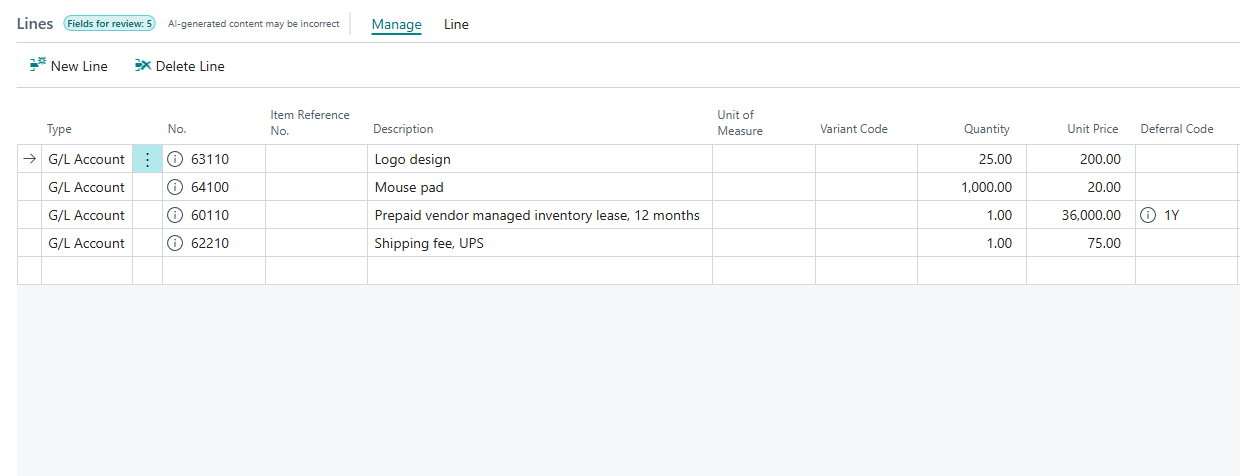 Lines Fields for review: 5 AI-generated content may be incorrect Manage Line
New Line Delete Line
Type No. Item Reference No. Description Unit of Measure Variant Code Quantity Unit Price Deferral Code
G/L Account 63110 Logo design 25.00 200.00
G/L Account 64100 Mouse pad 1,000.00 20.00
G/L Account 60110 Prepaid vendor managed inventory lease, 12 months 1.00 36,000.00 1Y
G/L Account 62210 Shipping fee, UPS 1.00 75.00